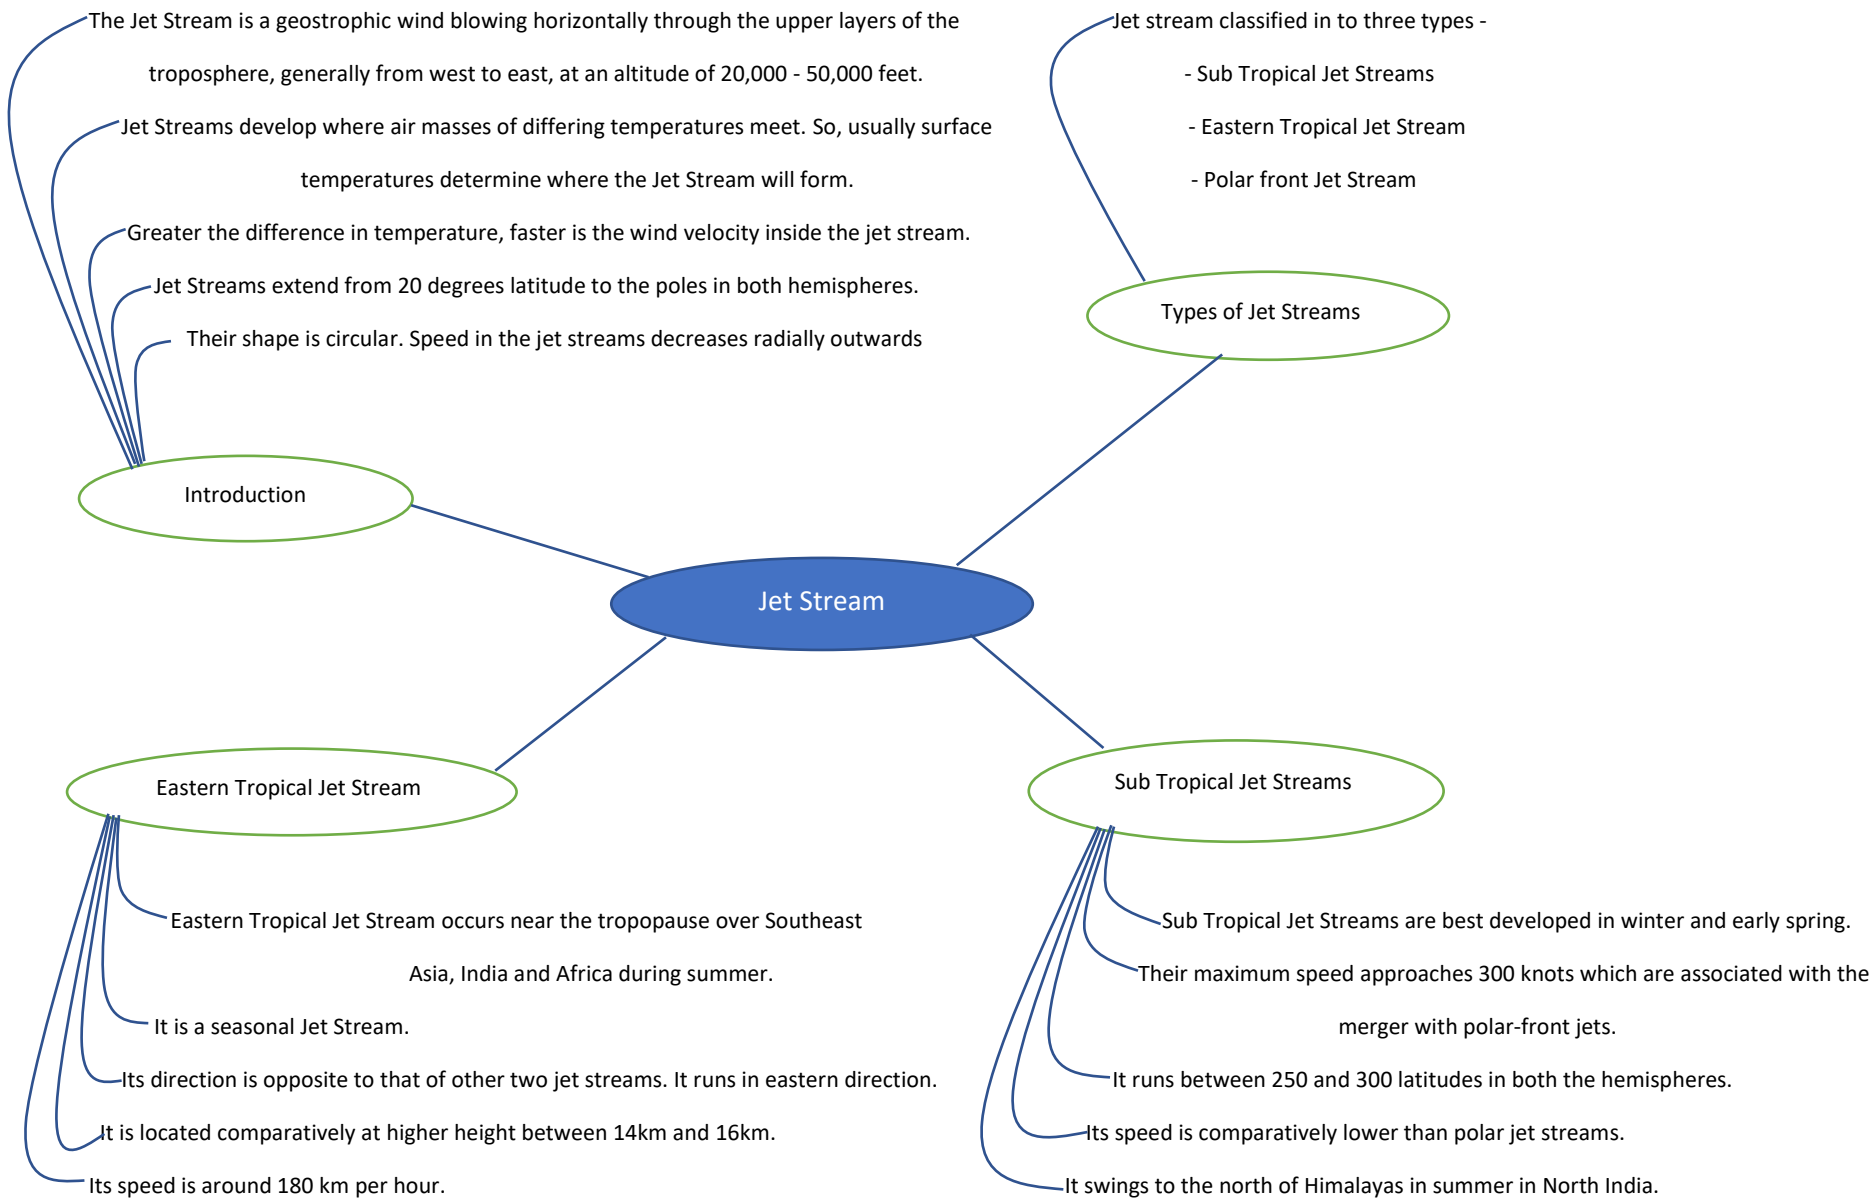 The Jet Stream is a geostrophic wind blowing horizontally through the upper layers of the
troposphere, generally from west to east, at an altitude of 20,000 - 50,000 feet.
Jet Streams develop where air masses of differing temperatures meet. So, usually surface
temperatures determine where the Jet Stream will form.
Greater the difference in temperature, faster is the wind velocity inside the jet stream.
Jet Streams extend from 20 degrees latitude to the poles in both hemispheres.
Their shape is circular. Speed in the jet streams decreases radially outwards
Introduction
Jet stream classified in to three types -
- Sub Tropical Jet Streams
- Eastern Tropical Jet Stream
- Polar front Jet Stream
Types of Jet Streams
Jet Stream
Eastern Tropical Jet Stream
Eastern Tropical Jet Stream occurs near the tropopause over Southeast
Asia, India and Africa during summer.
It is a seasonal Jet Stream.
Its direction is opposite to that of other two jet streams. It runs in eastern direction.
It is located comparatively at higher height between 14km and 16km.
Its speed is around 180 km per hour.
Sub Tropical Jet Streams
Sub Tropical Jet Streams are best developed in winter and early spring.
Their maximum speed approaches 300 knots which are associated with the
merger with polar-front jets.
It runs between 250 and 300 latitudes in both the hemispheres.
Its speed is comparatively lower than polar jet streams.
It swings to the north of Himalayas in summer in North India.